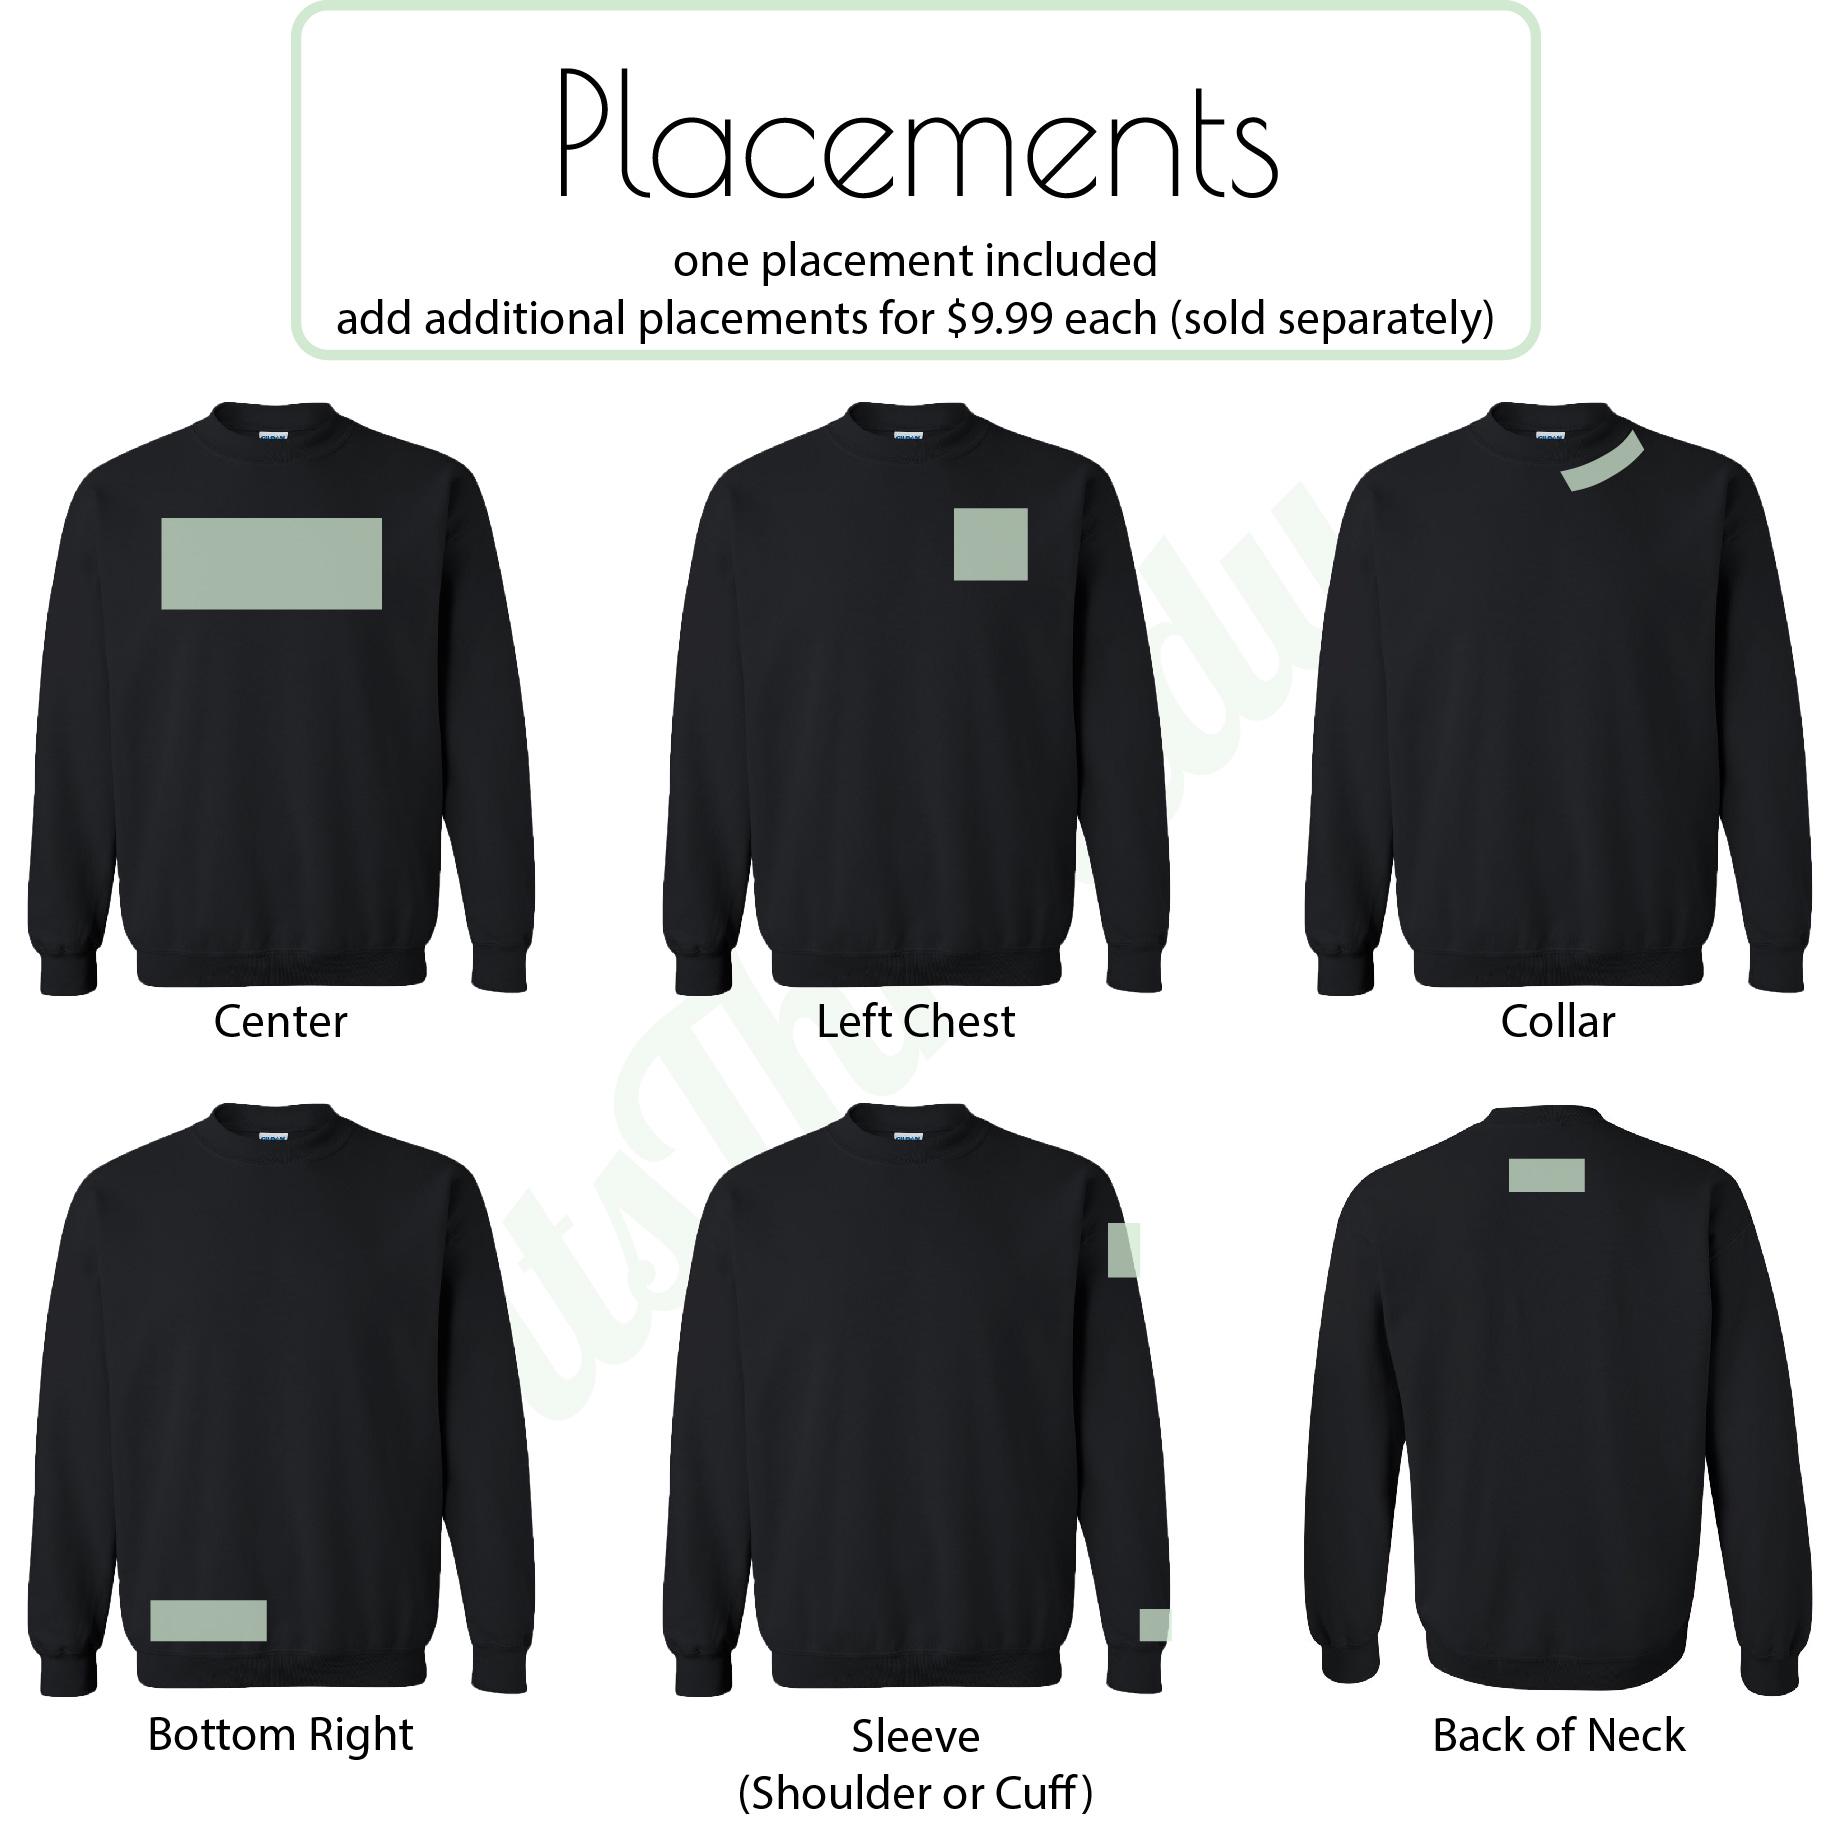 Placements
one placement included
add additional placements for $9.99 each (sold separately)
Center
Left Chest
Collar
Bottom Right
Sleeve
(Shoulder or Cuff)
Back of Neck